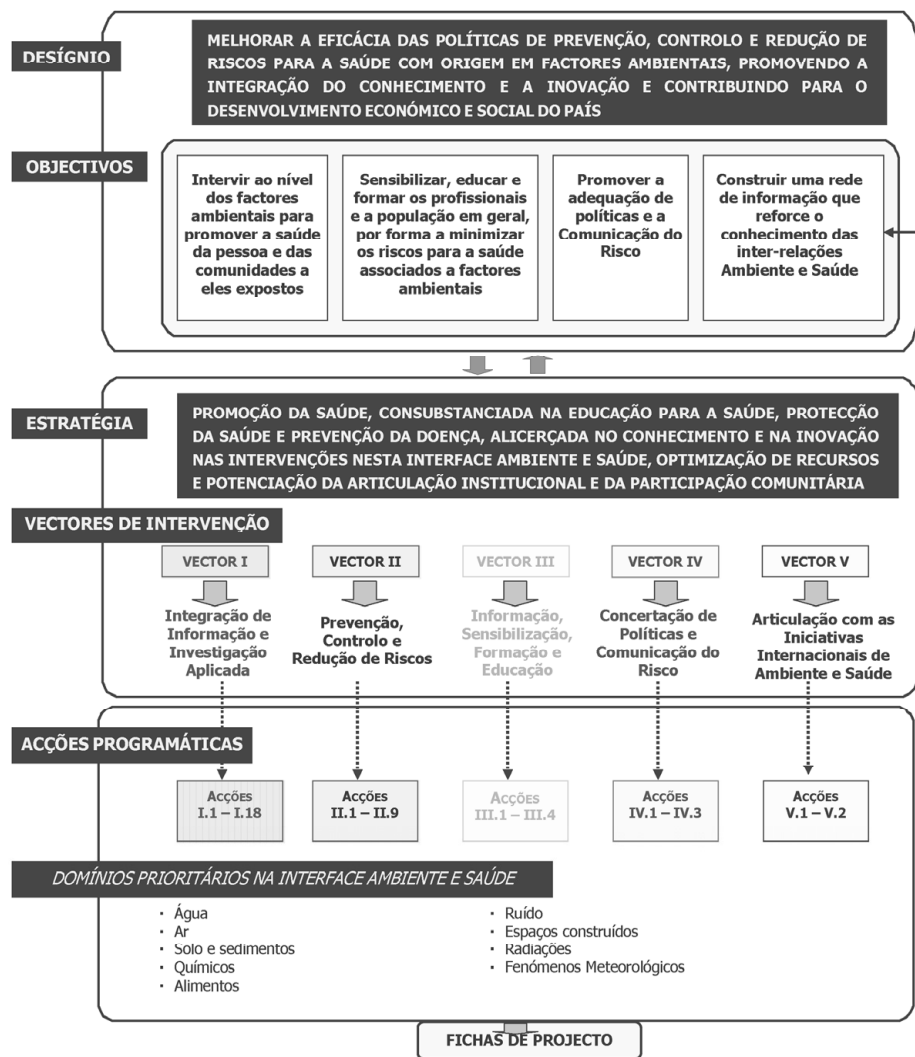 DESÍGNIO
MELHORAR A EFICÁCIA DAS POLÍTICAS DE PREVENÇÃO, CONTROLO E REDUÇÃO DE
RISCOS PARA A SAÚDE COM ORIGEM EM FACTORES AMBIENTAIS, PROMOVENDO A
INTEGRAÇÃO DO CONHECIMENTO E A INOVAÇÃO E CONTRIBUINDO PARA O
DESENVOLVIMENTO ECONÓMICO E SOCIAL DO PAÍS
OBJECTIVOS
Intervir ao nível
dos factores
ambientais para
promover a saúde
da pessoa e das
comunidades a
eles expostos
Sensibilizar, educar e
formar os profissionais
e a população em geral,
por forma a minimizar
os riscos para a saúde
associados a factores
ambientais
Promover a
adequação de
políticas e a
Comunicação do
Risco
Construir uma rede
de informação que
reforce o
conhecimento das
inter-relações
Ambiente e Saúde
ESTRATÉGIA
PROMOÇÃO DA SAÚDE, CONSUBSTANCIADA NA EDUCAÇÃO PARA A SAÚDE, PROTECÇÃO
DA SAÚDE E PREVENÇÃO DA DOENÇA, ALICERÇADA NO CONHECIMENTO E NA INOVAÇÃO
NAS INTERVENÇÕES NESTA INTERFACE AMBIENTE E SAÚDE, OPTIMIZAÇÃO DE RECURSOS
E POTENCIAÇÃO DA ARTICULAÇÃO INSTITUCIONAL E DA PARTICIPAÇÃO COMUNITÁRIA
VECTORES DE INTERVENÇÃO
VECTOR I
Integração de
Informação e
Investigação
Aplicada
VECTOR II
Prevenção,
Controlo e
Redução de Riscos
VECTOR III
Informação,
Sensibilização,
Formação e
Educação
VECTOR IV
Concertação de
Políticas e
Comunicação do
Risco
VECTOR V
Articulação com as
Iniciativas
Internacionais de
Ambiente e Saúde
ACÇÕES PROGRAMÁTICAS
ACÇÕES
I.1 – I.18
ACÇÕES
II.1 – II.9
ACÇÕES
III.1 – III.4
ACÇÕES
IV.1 – IV.3
ACÇÕES
V.1 – V.2
DOMÍNIOS PRIORITÁRIOS NA INTERFACE AMBIENTE E SAÚDE
· Água
· Ar
· Solo e sedimentos
· Químicos
· Alimentos
· Ruído
· Espaços construídos
· Radiações
· Fenómenos Meteorológicos
FICHAS DE PROJECTO